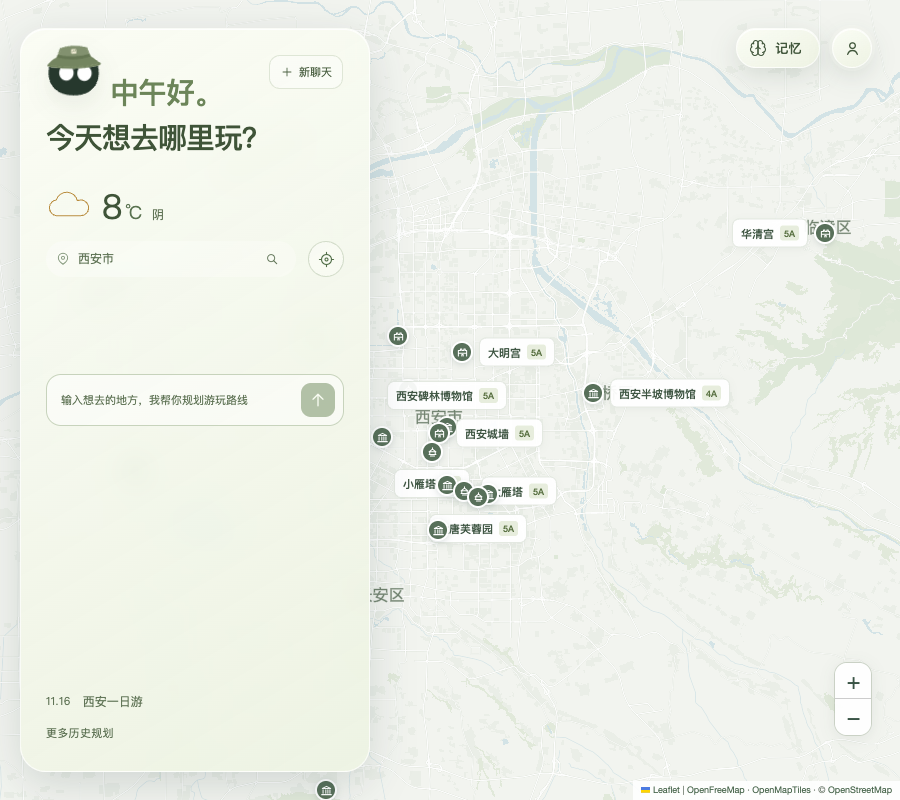 中午好。
新聊天
今天想去哪里玩?
8℃ 阴
西安市
输入想去的地方，我帮你规划游玩路线
11.16 西安一日游
更多历史规划
记忆
华清宫 5A
大明宫 5A
西安碑林博物馆 5A
西安半坡博物馆 4A
西安市
西安城墙 5A
小雁塔
雁塔 5A
唐芙蓉园 5A
安区
+
−
Leaflet | OpenFreeMap · OpenMapTiles · © OpenStreetMap